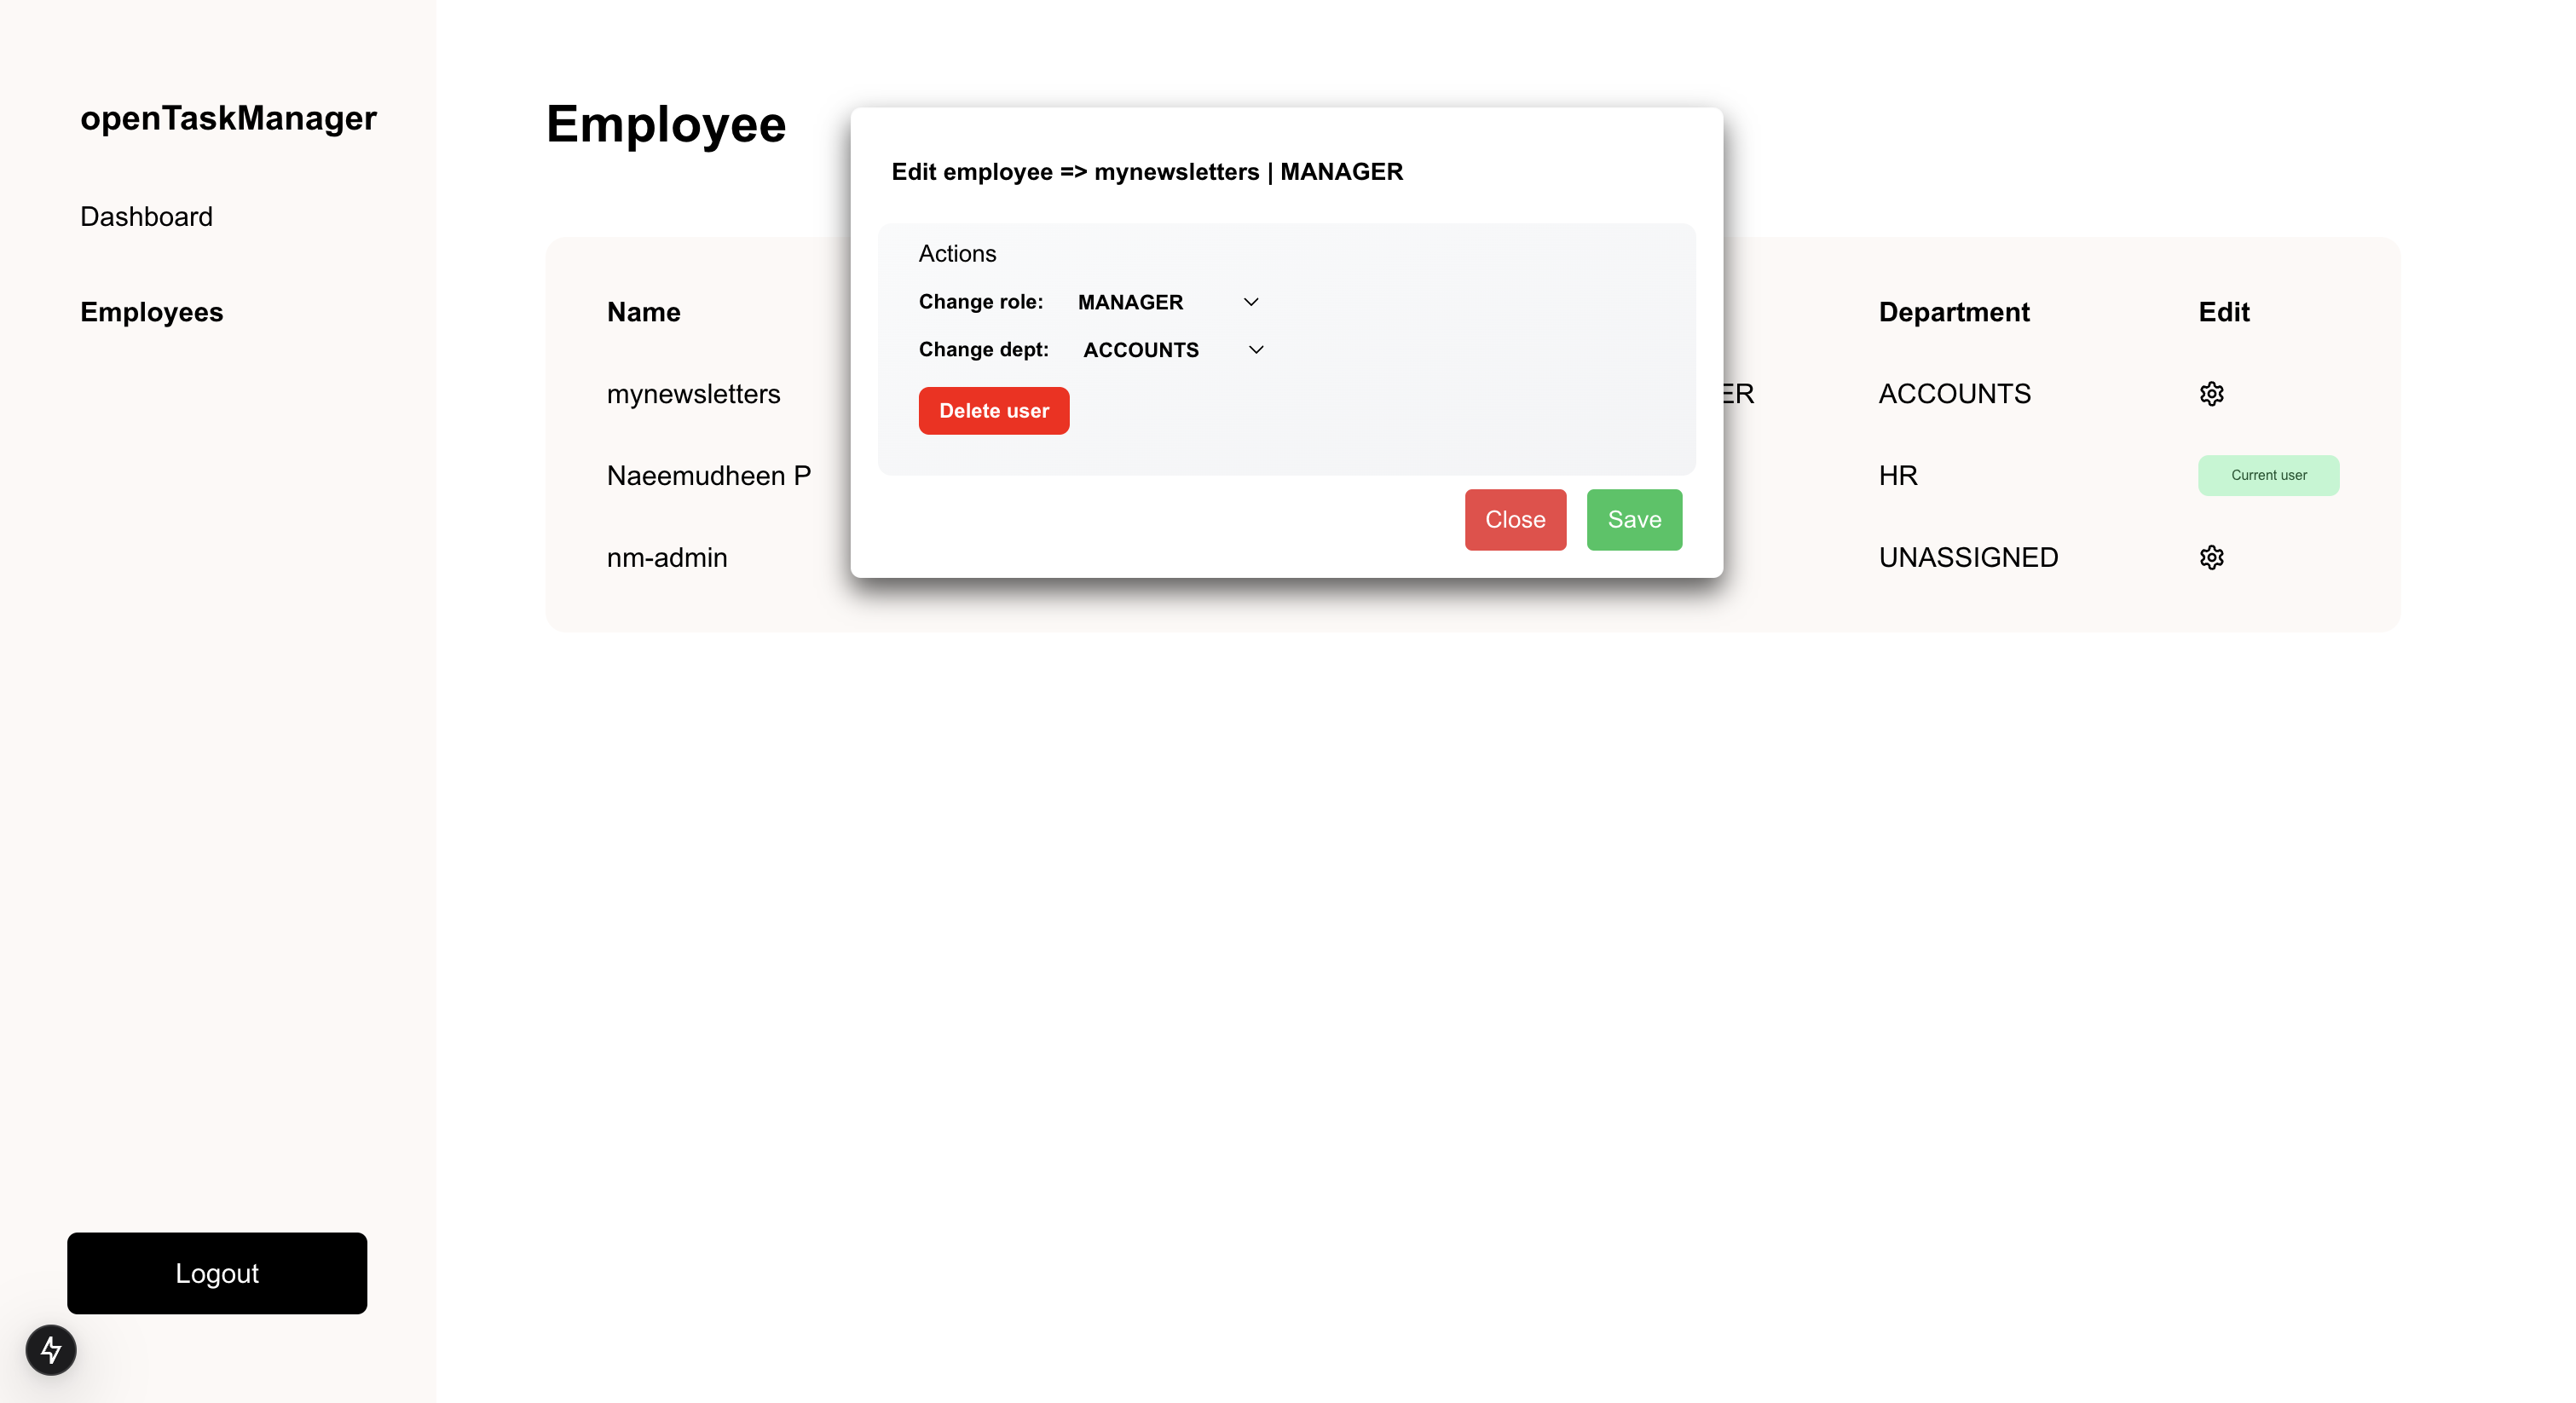 openTaskManager
Dashboard
Employees
Logout
Employee
Name
Department
Edit
mynewsletters
ER
ACCOUNTS
Naeemudheen P
HR
Current user
nm-admin
UNASSIGNED
Edit employee => mynewsletters | MANAGER
Actions
Change role: MANAGER
Change dept: ACCOUNTS
Delete user
Close
Save